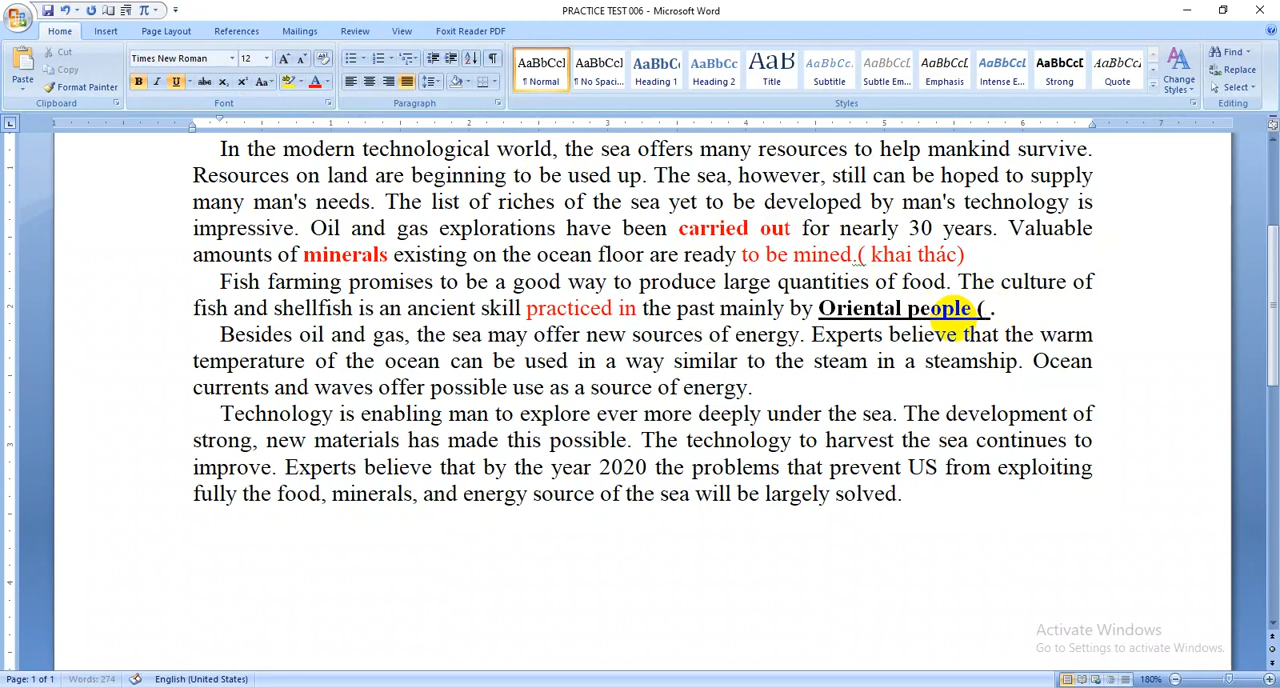 PRACTICE TEST 006 - Microsoft Word
Home Insert Page Layout References Mailings Review View Foxit Reader PDF
Paste
Cut
Copy
Format Painter
Clipboard
Times New Roman 12
B I U abc x, x' Aa
Font
Paragraph
AaBbCcI AaBbCcI AaBbC AaBbCc AaB AaBbCc. AaBbCcL AaBbCcL AaBbCcL AaBbCcD AaBbCcL
¶ Normal ¶ No Spaci... Heading 1 Heading 2 Title Subtitle Subtle Em... Emphasis Intense E... Strong Quote
Styles
Change Styles
Find
Replace
Select
Editing
In the modern technological world, the sea offers many resources to help mankind survive.
Resources on land are beginning to be used up. The sea, however, still can be hoped to supply
many man's needs. The list of riches of the sea yet to be developed by man's technology is
impressive. Oil and gas explorations have been carried out for nearly 30 years. Valuable
amounts of minerals existing on the ocean floor are ready to be mined.( khai thác)
Fish farming promises to be a good way to produce large quantities of food. The culture of
fish and shellfish is an ancient skill practiced in the past mainly by Oriental people ( .
Besides oil and gas, the sea may offer new sources of energy. Experts believe that the warm
temperature of the ocean can be used in a way similar to the steam in a steamship. Ocean
currents and waves offer possible use as a source of energy.
Technology is enabling man to explore ever more deeply under the sea. The development of
strong, new materials has made this possible. The technology to harvest the sea continues to
improve. Experts believe that by the year 2020 the problems that prevent US from exploiting
fully the food, minerals, and energy source of the sea will be largely solved.
Activate Windows
Go to Settings to activate Windows.
Page: 1 of 1 Words: 274 English (United States) 180%